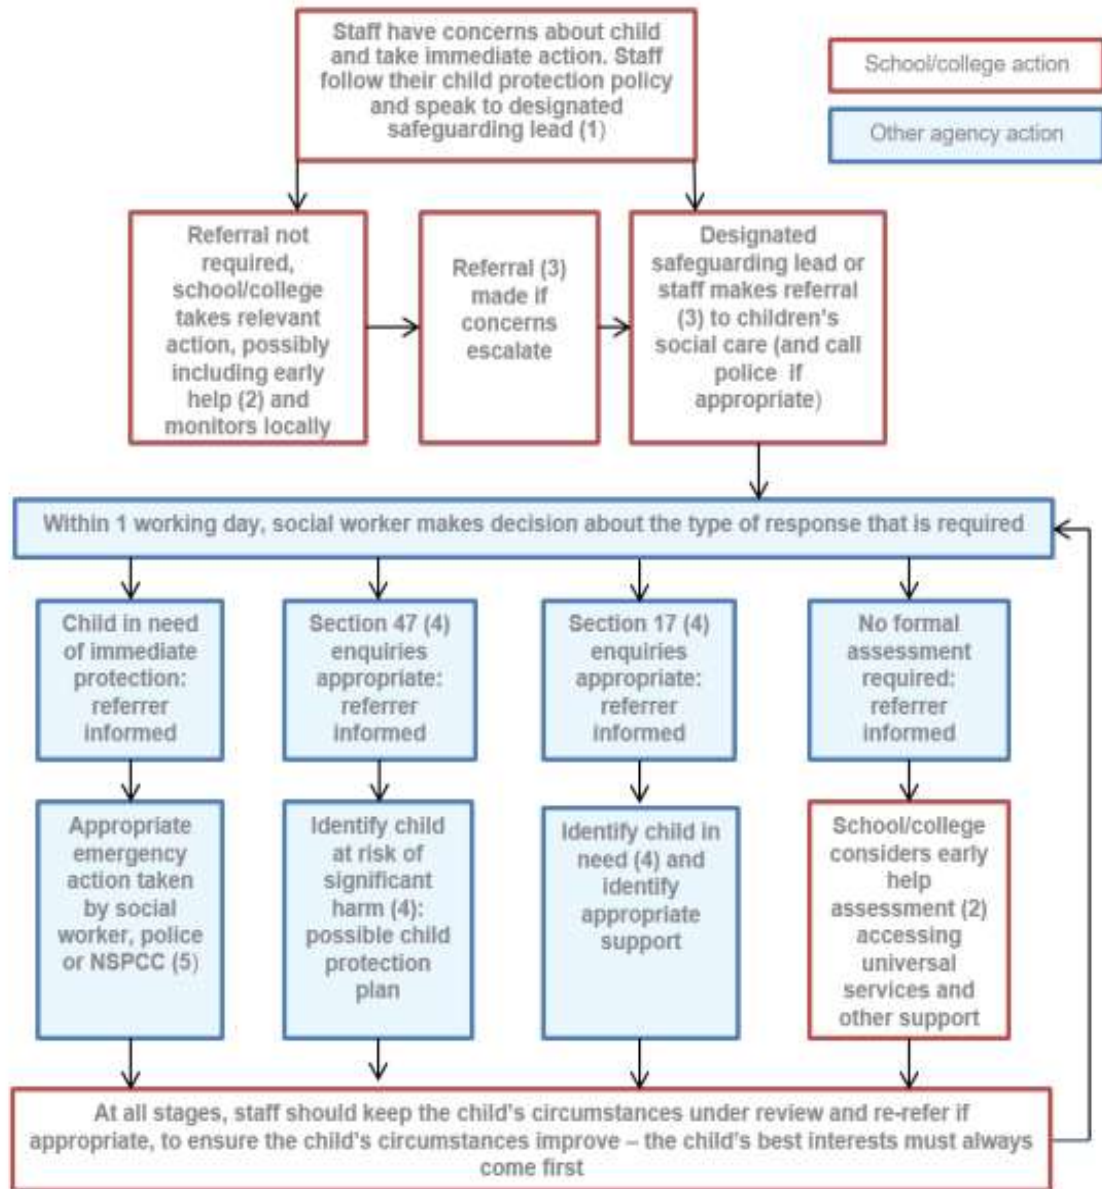 Staff have concerns about child
and take immediate action. Staff
follow their child protection policy
and speak to designated
safeguarding lead (1)
School/college action
Other agency action
Referral not
required,
school/college
takes relevant
action, possibly
including early
help (2) and
monitors locally
Referral (3)
made if
concerns
escalate
Designated
safeguarding lead or
staff makes referral
(3) to children's
social care (and call
police if
appropriate)
Within 1 working day, social worker makes decision about the type of response that is required
Child in need
of immediate
protection:
referrer
informed
Section 47 (4)
enquiries
appropriate:
referrer
informed
Section 17 (4)
enquiries
appropriate:
referrer
informed
No formal
assessment
required:
referrer
informed
Appropriate
emergency
action taken
by social
worker, police
or NSPCC (5)
Identify child
at risk of
significant
harm (4):
possible child
protection
plan
Identify child in
need (4) and
identify
appropriate
support
School/college
considers early
help
assessment (2)
accessing
universal
services and
other support
At all stages, staff should keep the child's circumstances under review and re-refer if
appropriate, to ensure the child's circumstances improve – the child's best interests must always
come first